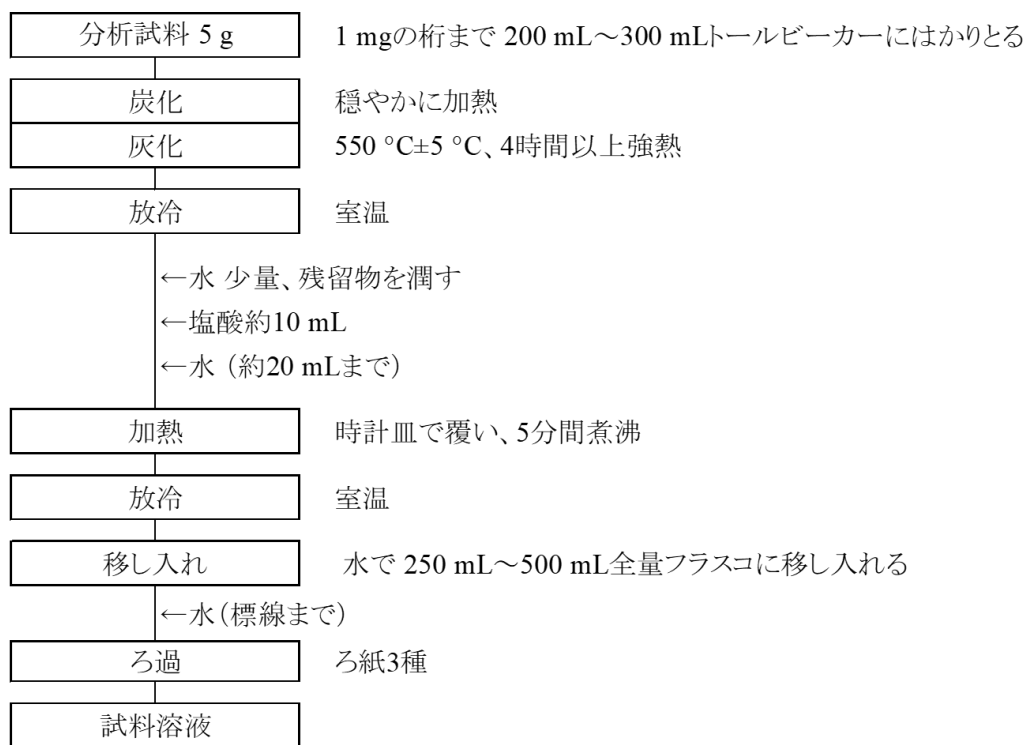 分析試料 5 g 1 mgの桁まで 200 mL～300 mLトールビーカーにはかりとる
炭化 穏やかに加熱
灰化 550 °C±5 °C、4時間以上強熱
放冷 室温
←水 少量、残留物を潤す
←塩酸約10 mL
←水（約20 mLまで）
加熱 時計皿で覆い、5分間煮沸
放冷 室温
移し入れ 水で 250 mL～500 mL全量フラスコに移し入れる
←水（標線まで）
ろ過 ろ紙3種
試料溶液